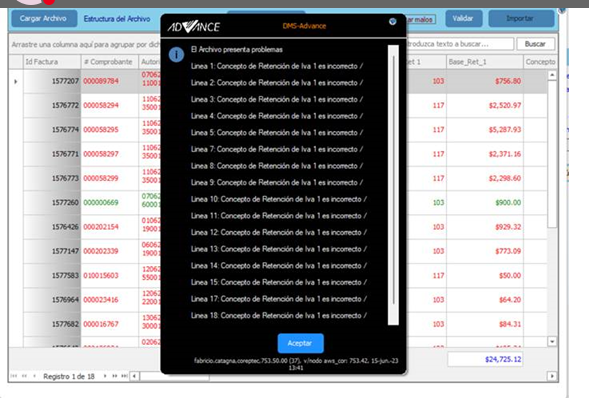 Cargar Archivo Estructura del Archivo ar malos Validar Importar
Arrastre una columna aquí para agrupar por dich troduzca texto a buscar... Buscar
Id Factura # Comprobante Autori et 1 Base_Ret_1 Concepto
1577207 000089784 07062 11001 103 $756.80
1576772 000058294 11062 35001 117 $2,520.97
1576774 000058295 11062 35001 117 $5,287.93
1576771 000058297 11062 35001 117 $2,371.16
1576773 000058299 11062 35001 117 $2,298.60
1577260 000000669 07062 60001 103 $900.00
1576426 000202154 01062 19001 103 $929.32
1577147 000202339 06062 19001 103 $773.09
1577583 010015603 12062 55001 117 $50.00
1576964 000023416 12062 22001 103 $64.20
1577682 000016767 13062 30001 103 $84.31
02062
$24,725.12
Registro 1 de 18
ADVANCE DMS-Advance
El Archivo presenta problemas
Linea 1: Concepto de Retención de Iva 1 es incorrecto /
Linea 2: Concepto de Retención de Iva 1 es incorrecto /
Linea 3: Concepto de Retención de Iva 1 es incorrecto /
Linea 4: Concepto de Retención de Iva 1 es incorrecto /
Linea 5: Concepto de Retención de Iva 1 es incorrecto /
Linea 7: Concepto de Retención de Iva 1 es incorrecto /
Linea 8: Concepto de Retención de Iva 1 es incorrecto /
Linea 9: Concepto de Retención de Iva 1 es incorrecto /
Linea 10: Concepto de Retención de Iva 1 es incorrecto /
Linea 11: Concepto de Retención de Iva 1 es incorrecto /
Linea 12: Concepto de Retención de Iva 1 es incorrecto /
Linea 13: Concepto de Retención de Iva 1 es incorrecto /
Linea 14: Concepto de Retención de Iva 1 es incorrecto /
Linea 15: Concepto de Retención de Iva 1 es incorrecto /
Linea 17: Concepto de Retención de Iva 1 es incorrecto /
Linea 18: Concepto de Retención de Iva 1 es incorrecto /
Aceptar
fabricio.catagna.coreptec,753.50.00 (37), v/nodo aws_con: 753.42, 15-jun.-23
13:41